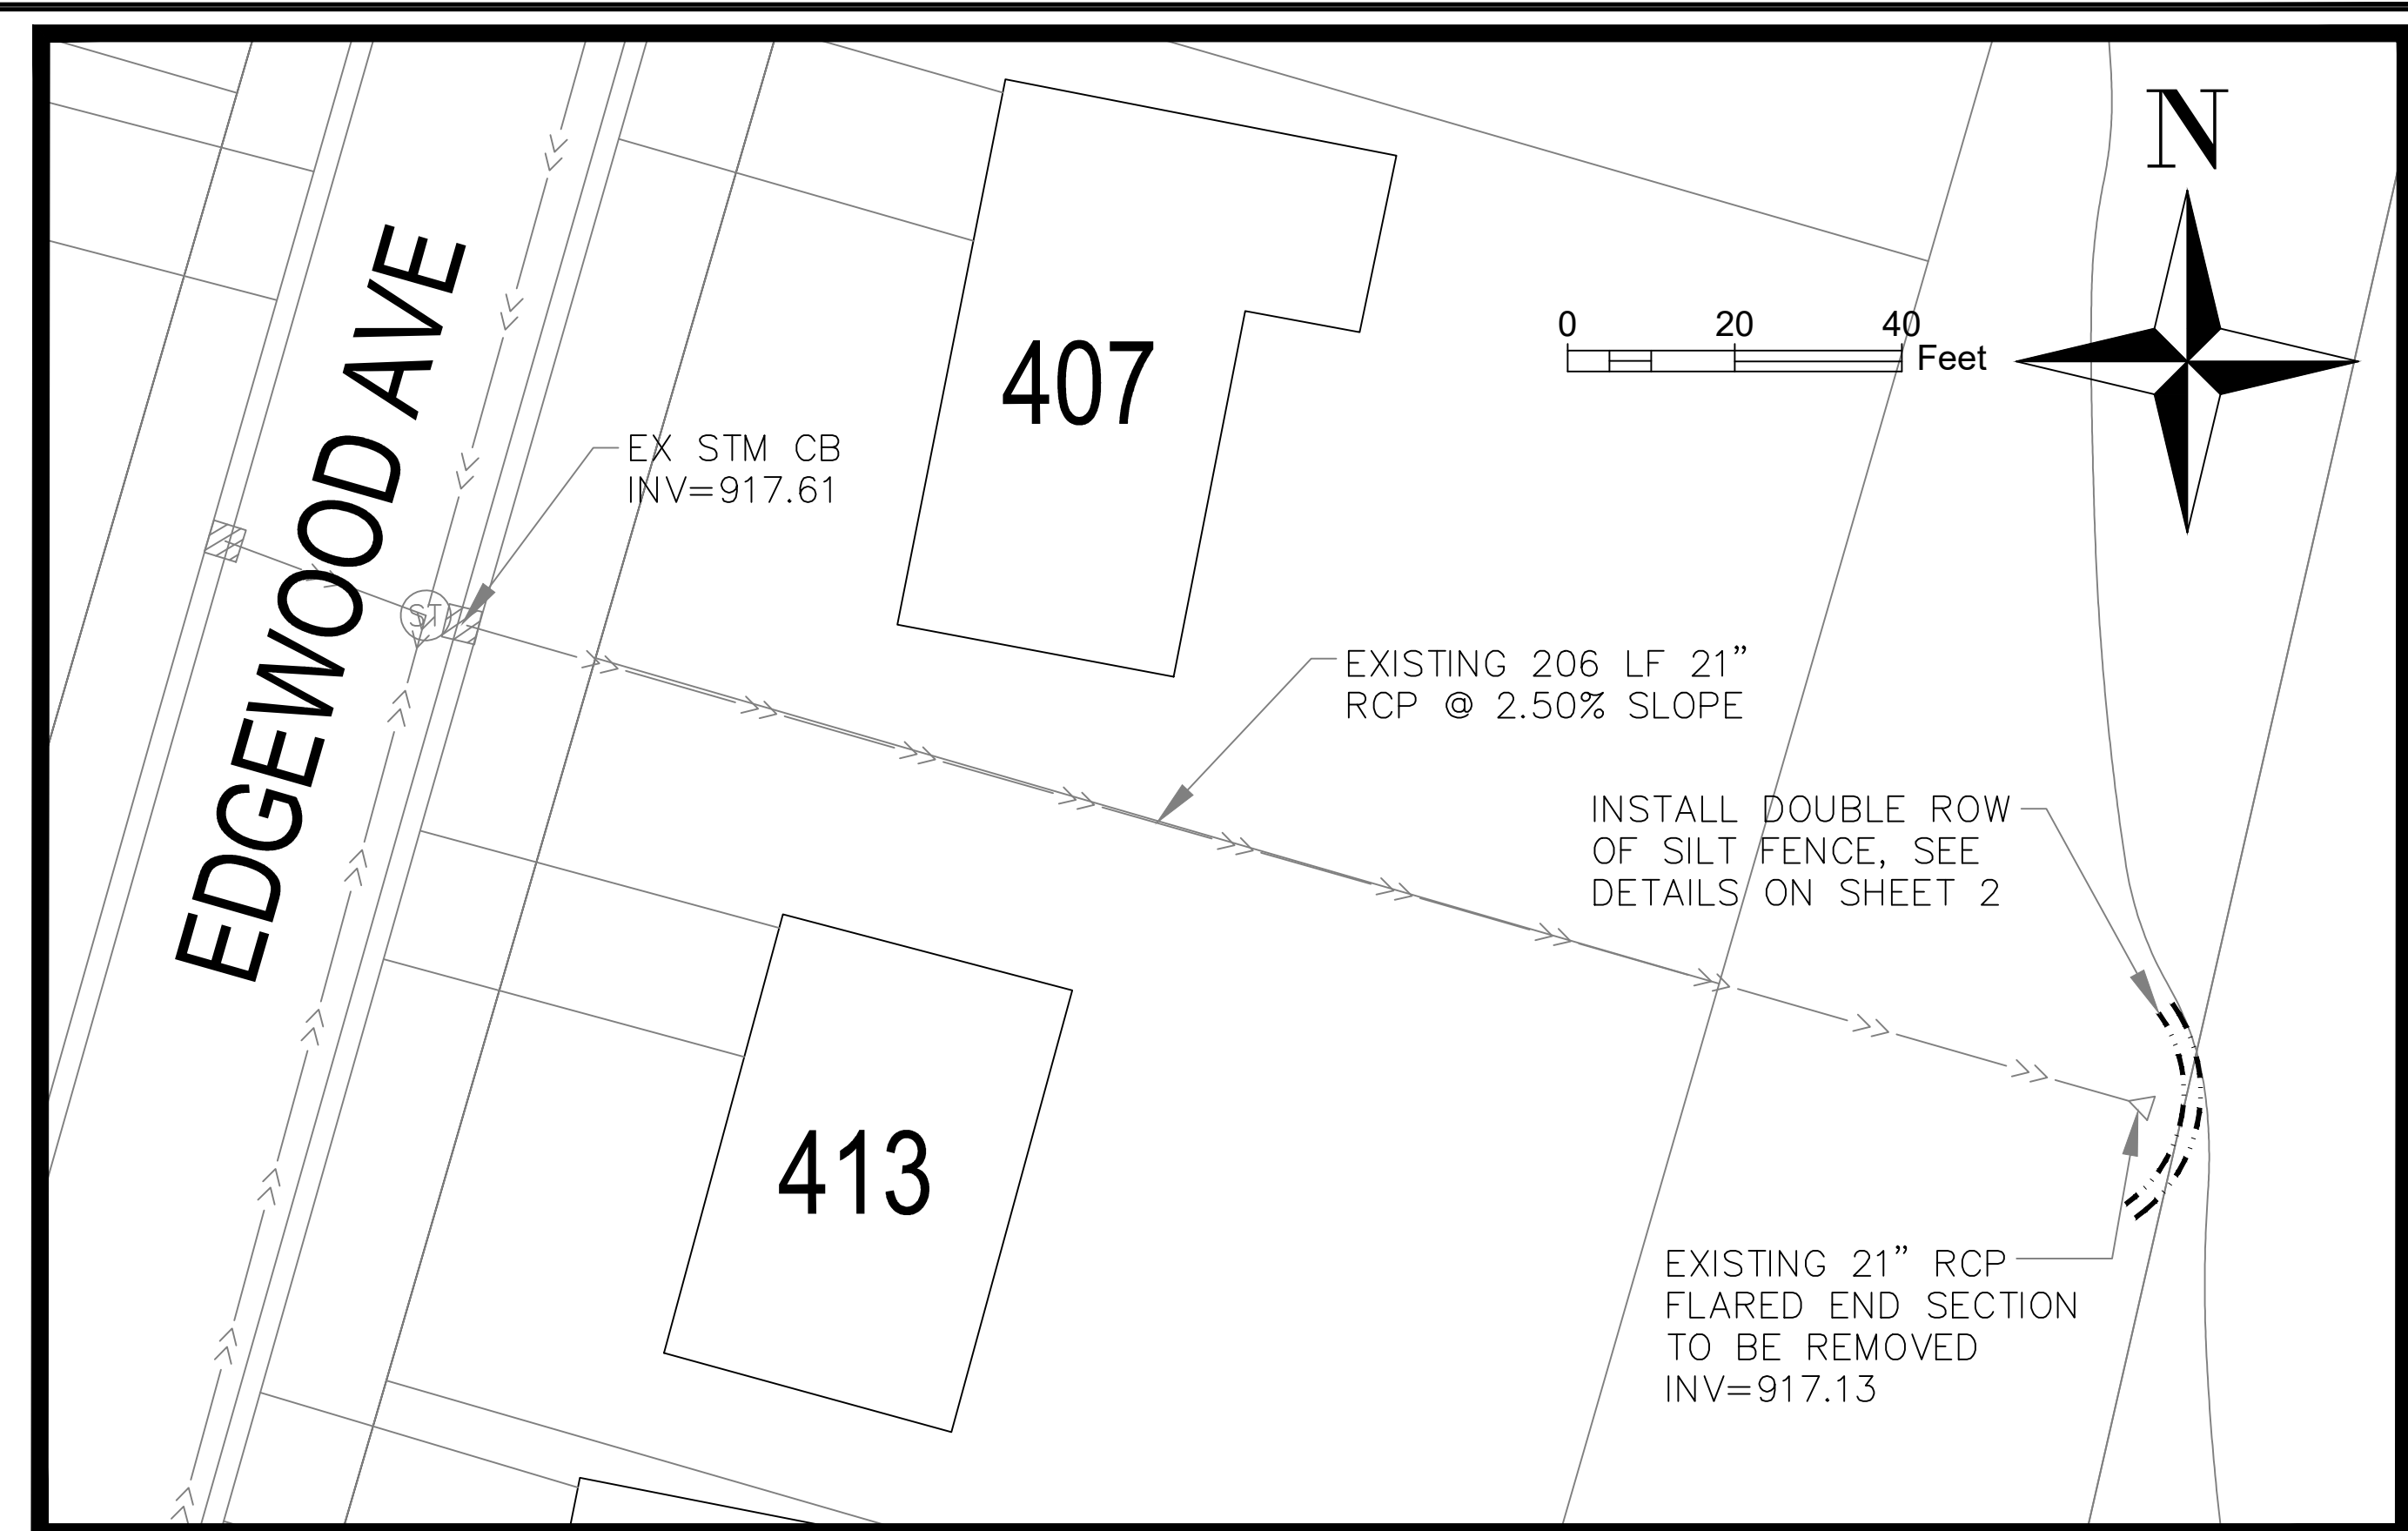 N
0 20 40
Feet
407
EDGEWOOD AVE
EX STM CB
INV=917.61
ST
EXISTING 206 LF 21”
RCP @ 2.50% SLOPE
INSTALL DOUBLE ROW
OF SILT FENCE, SEE
DETAILS ON SHEET 2
413
EXISTING 21” RCP
FLARED END SECTION
TO BE REMOVED
INV=917.13